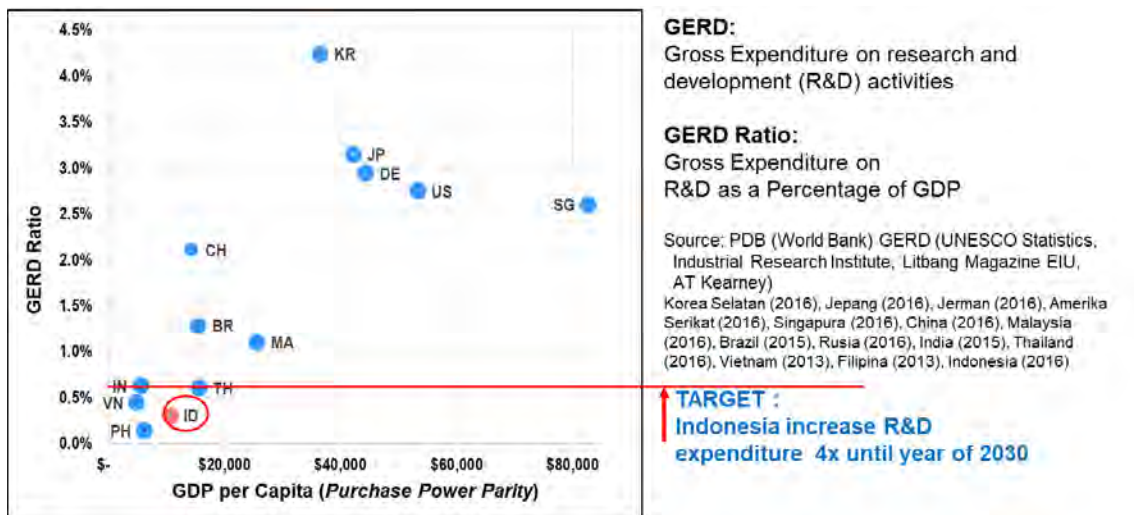 4.5%
4.0%
3.5%
3.0%
2.5%
2.0%
1.5%
1.0%
0.5%
0.0%
GERD Ratio
KR
JP
DE
US
SG
CH
BR
MA
IN
TH
VN
ID
PH
$-
$20,000
$40,000
$60,000
$80,000
GDP per Capita (Purchase Power Parity)
GERD:
Gross Expenditure on research and
development (R&D) activities
GERD Ratio:
Gross Expenditure on
R&D as a Percentage of GDP
Source: PDB (World Bank) GERD (UNESCO Statistics,
Industrial Research Institute, Litbang Magazine EIU,
AT Kearney)
Korea Selatan (2016), Jepang (2016), Jerman (2016), Amerika
Serikat (2016), Singapura (2016), China (2016), Malaysia
(2016), Brazil (2015), Rusia (2016), India (2015), Thailand
(2016), Vietnam (2013), Filipina (2013), Indonesia (2016)
TARGET :
Indonesia increase R&D
expenditure 4x until year of 2030